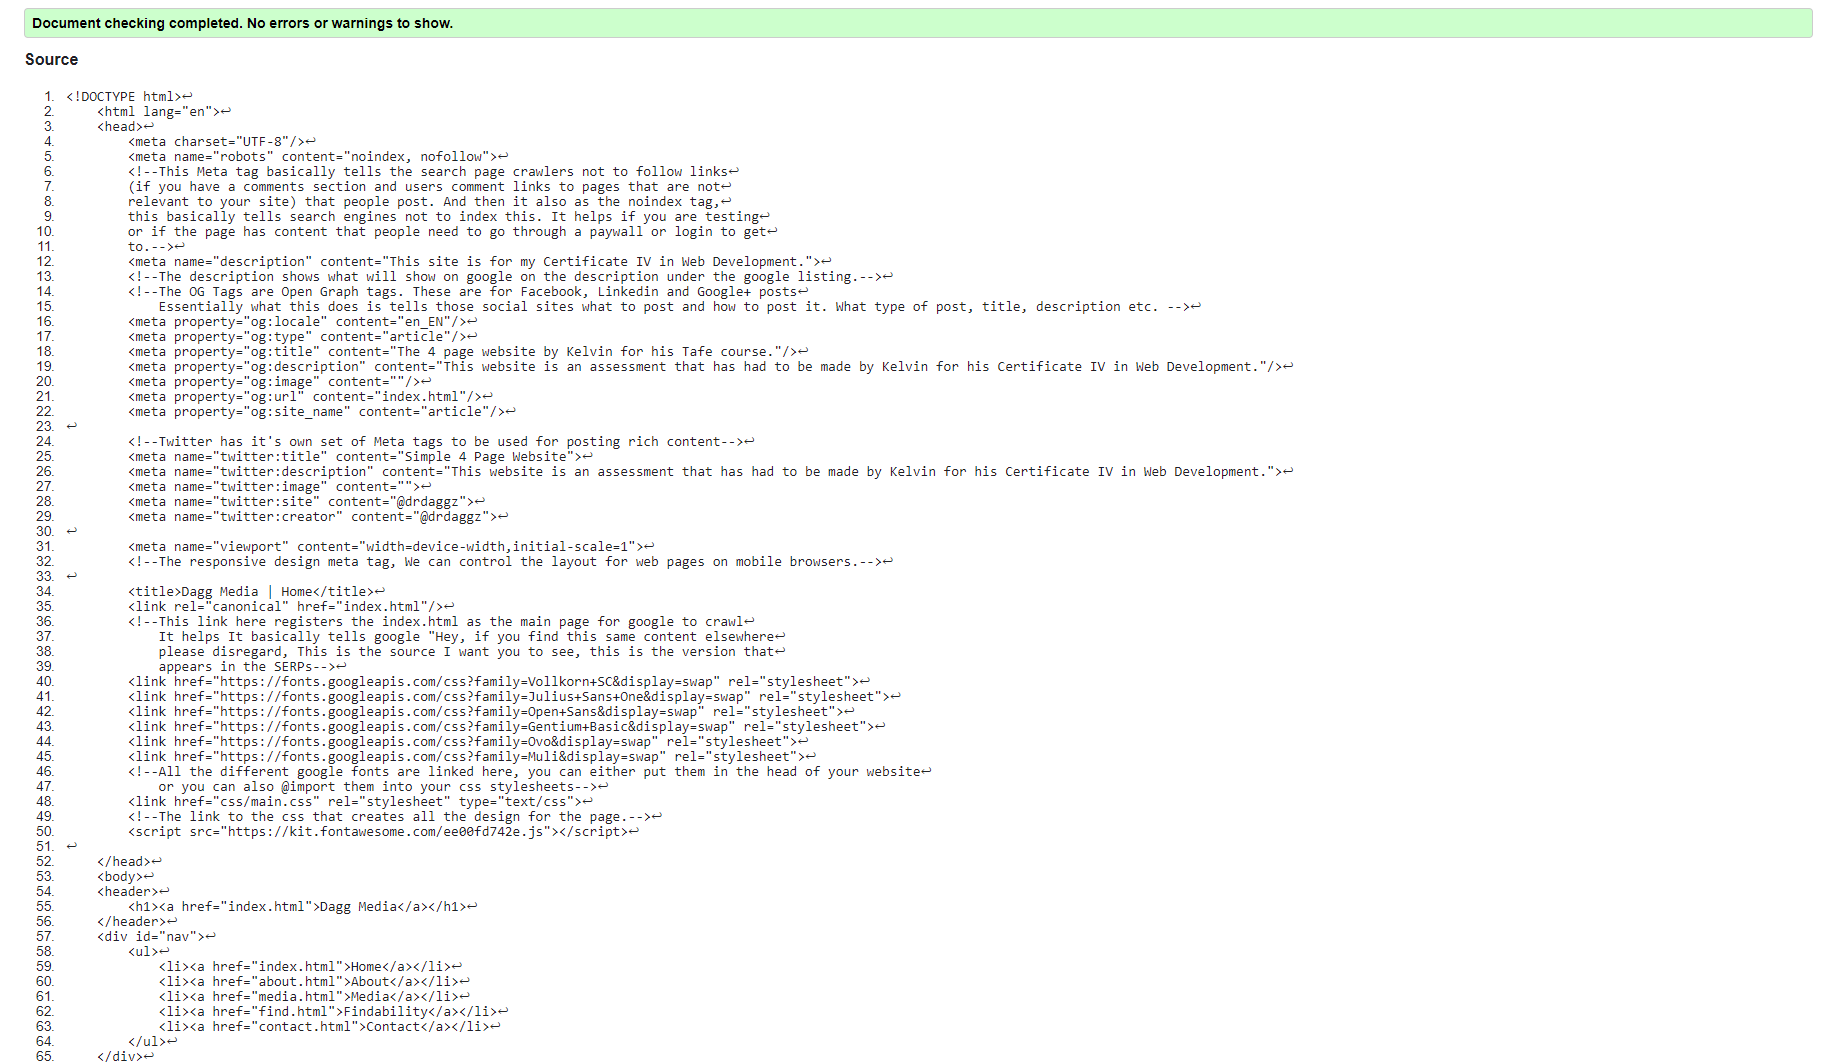 Document checking completed. No errors or warnings to show.
Source
1. <!DOCTYPE html>↩
2. <html lang="en">↩
3. <head>↩
4. <meta charset="UTF-8"/>↩
5. <meta name="robots" content="noindex, nofollow">↩
6. <!--This Meta tag basically tells the search page crawlers not to follow links↩
7. (if you have a comments section and users comment links to pages that are not↩
8. relevant to your site) that people post. And then it also as the noindex tag,↩
9. this basically tells search engines not to index this. It helps if you are testing↩
10. or if the page has content that people need to go through a paywall or login to get↩
11. to.-->↩
12. <meta name="description" content="This site is for my Certificate IV in Web Development.">↩
13. <!--The description shows what will show on google on the description under the google listing.-->↩
14. <!--The OG Tags are Open Graph tags. These are for Facebook, Linkedin and Google+ posts↩
15. Essentially what this does is tells those social sites what to post and how to post it. What type of post, title, description etc. -->↩
16. <meta property="og:locale" content="en_EN"/>↩
17. <meta property="og:type" content="article"/>↩
18. <meta property="og:title" content="The 4 page website by Kelvin for his Tafe course."/>↩
19. <meta property="og:description" content="This website is an assessment that has had to be made by Kelvin for his Certificate IV in Web Development."/>↩
20. <meta property="og:image" content=""/>↩
21. <meta property="og:url" content="index.html"/>↩
22. <meta property="og:site_name" content="article"/>↩
23. ↩
24. <!--Twitter has it's own set of Meta tags to be used for posting rich content-->↩
25. <meta name="twitter:title" content="Simple 4 Page Website">↩
26. <meta name="twitter:description" content="This website is an assessment that has had to be made by Kelvin for his Certificate IV in Web Development.">↩
27. <meta name="twitter:image" content="">↩
28. <meta name="twitter:site" content="@drdaggz">↩
29. <meta name="twitter:creator" content="@drdaggz">↩
30. ↩
31. <meta name="viewport" content="width=device-width,initial-scale=1">↩
32. <!--The responsive design meta tag, We can control the layout for web pages on mobile browsers.-->↩
33. ↩
34. <title>Dagg Media | Home</title>↩
35. <link rel="canonical" href="index.html"/>↩
36. <!--This link here registers the index.html as the main page for google to crawl↩
37. It helps It basically tells google "Hey, if you find this same content elsewhere↩
38. please disregard, This is the source I want you to see, this is the version that↩
39. appears in the SERPs-->↩
40. <link href="https://fonts.googleapis.com/css?family=Vollkorn+SC&display=swap" rel="stylesheet">↩
41. <link href="https://fonts.googleapis.com/css?family=Julius+Sans+One&display=swap" rel="stylesheet">↩
42. <link href="https://fonts.googleapis.com/css?family=Open+Sans&display=swap" rel="stylesheet">↩
43. <link href="https://fonts.googleapis.com/css?family=Gentium+Basic&display=swap" rel="stylesheet">↩
44. <link href="https://fonts.googleapis.com/css?family=Ovo&display=swap" rel="stylesheet">↩
45. <link href="https://fonts.googleapis.com/css?family=Muli&display=swap" rel="stylesheet">↩
46. <!--All the different google fonts are linked here, you can either put them in the head of your website↩
47. or you can also @import them into your css stylesheets-->↩
48. <link href="css/main.css" rel="stylesheet" type="text/css">↩
49. <!--The link to the css that creates all the design for the page.-->↩
50. <script src="https://kit.fontawesome.com/ee00fd742e.js"></script>↩
51. ↩
52. </head>↩
53. <body>↩
54. <header>↩
55. <h1><a href="index.html">Dagg Media</a></h1>↩
56. </header>↩
57. <div id="nav">↩
58. <ul>↩
59. <li><a href="index.html">Home</a></li>↩
60. <li><a href="about.html">About</a></li>↩
61. <li><a href="media.html">Media</a></li>↩
62. <li><a href="find.html">Findability</a></li>↩
63. <li><a href="contact.html">Contact</a></li>↩
64. </ul>↩
65. </div>↩